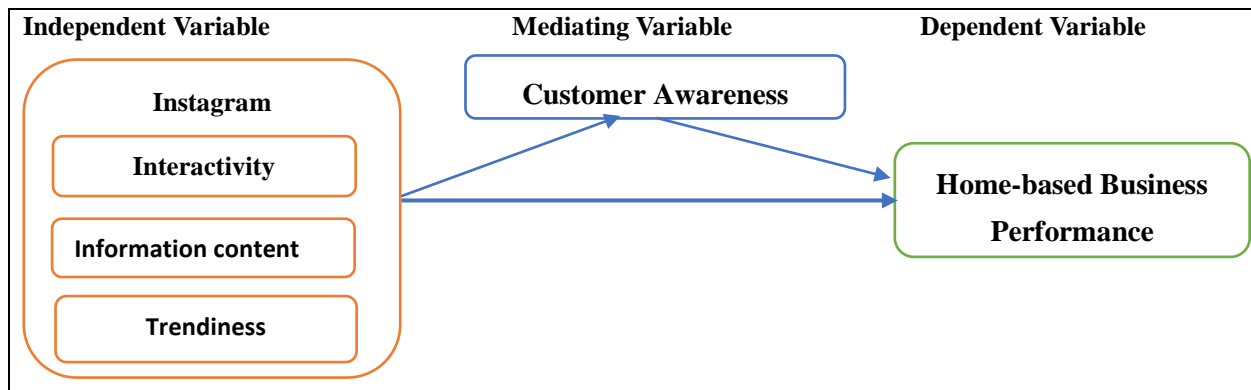 Independent Variable
Mediating Variable
Dependent Variable
Instagram
Interactivity
Information content
Trendiness
Customer Awareness
Home-based Business
Performance